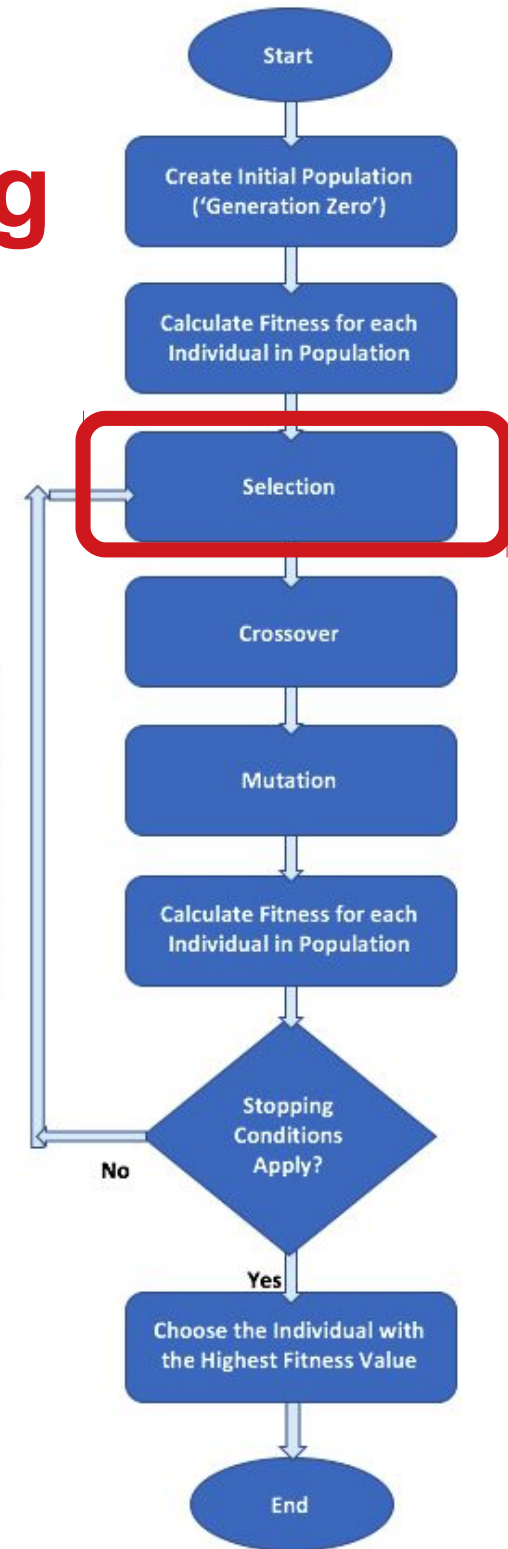 Start
g
Create Initial Population
(‘Generation Zero’)
Calculate Fitness for each
Individual in Population
Selection
Crossover
Mutation
Calculate Fitness for each
Individual in Population
Stopping
Conditions
Apply?
No
Yes
Choose the Individual with
the Highest Fitness Value
End